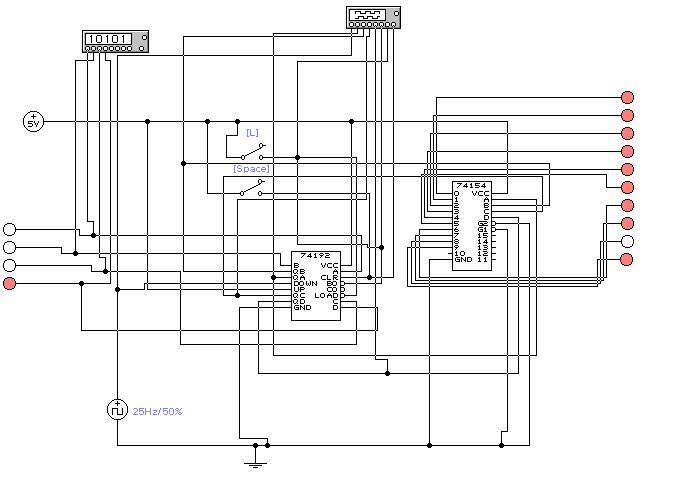 10101
+
5V
[L]
[Space]
74154
0 VCC
1 A
2 B
3 C
4 D
5 G2
6 G1
7 15
8 14
9 13
10 12
GND 11
74192
B VCC
QB A
QA CLR
DOWN BO
UP CO
QC LOAD
QD C
GND D
+
25Hz/50%